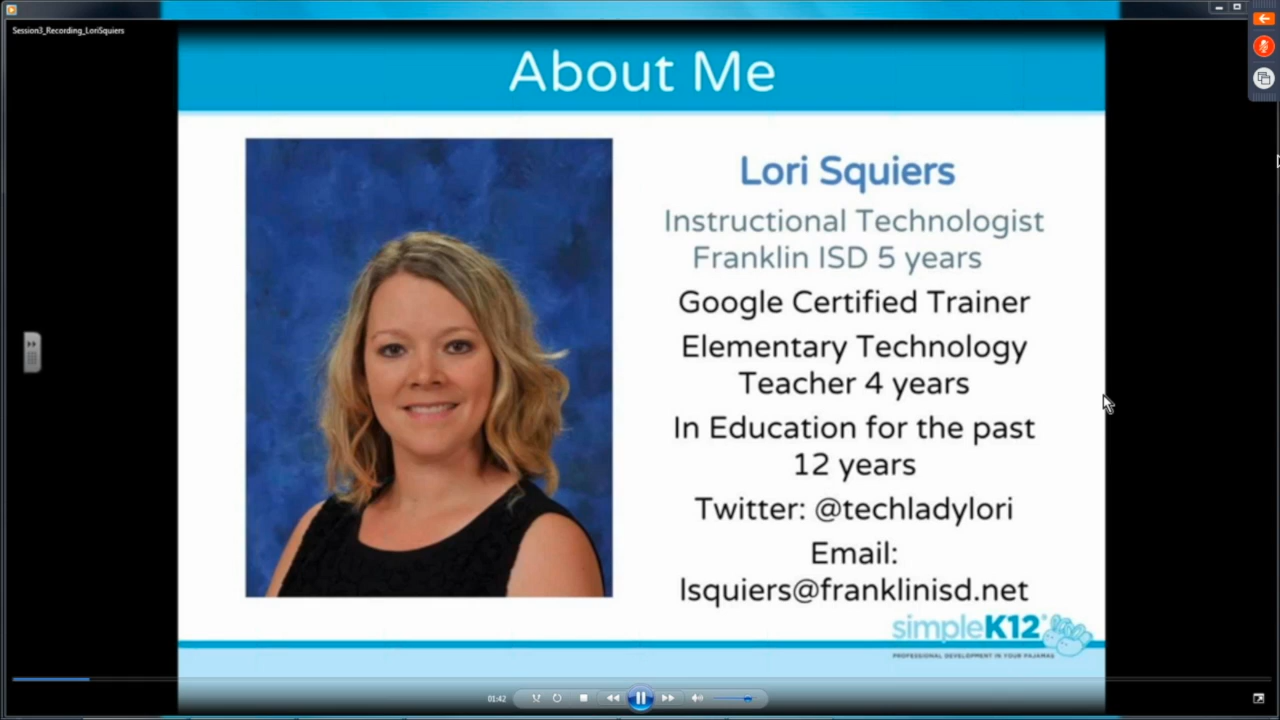 Session3_Recording_LoriSquiers
About Me
Lori Squiers
Instructional Technologist
Franklin ISD 5 years
Google Certified Trainer
Elementary Technology
Teacher 4 years
In Education for the past
12 years
Twitter: @techladylori
Email:
lsquiers@franklinisd.net
simpleK12
PROFESSIONAL DEVELOPMENT IN YOUR PAJAMAS
01:42